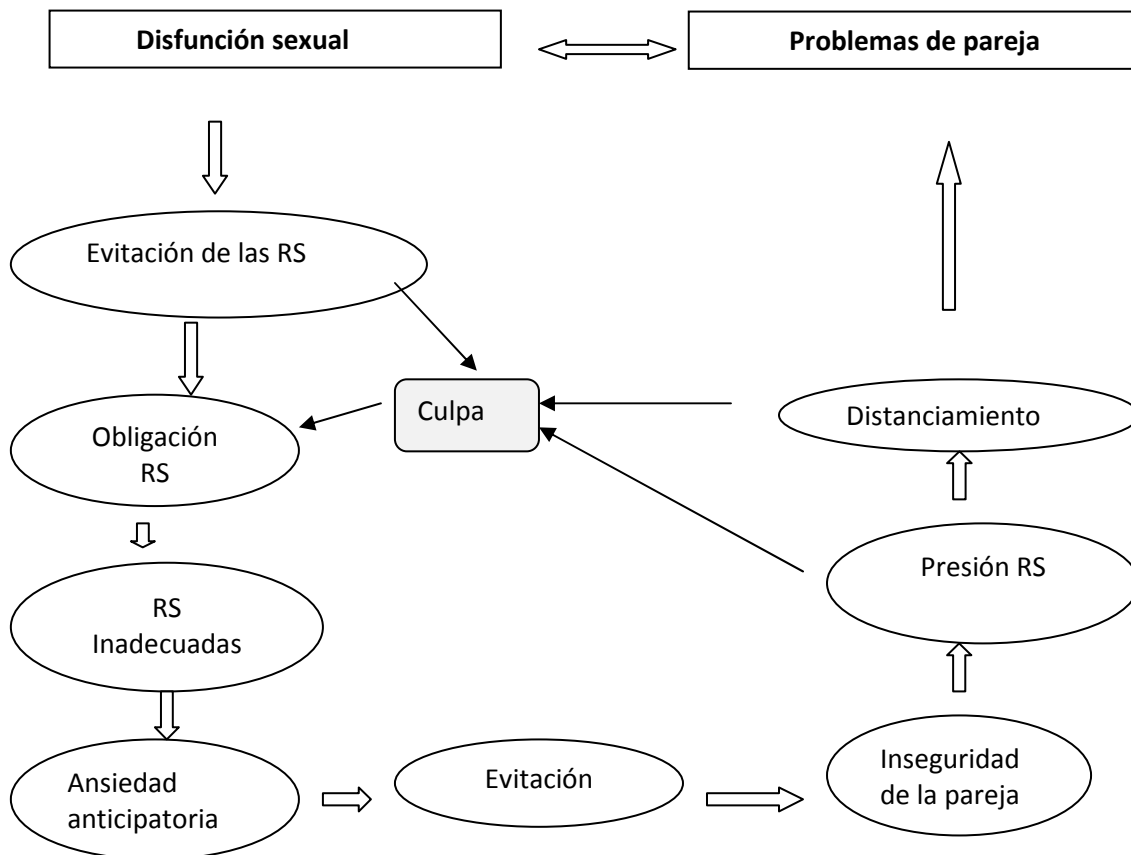 Disfunción sexual
Problemas de pareja
Evitación de las RS
Culpa
Distanciamiento
Obligación
RS
Presión RS
RS
Inadecuadas
Ansiedad
anticipatoria
Evitación
Inseguridad
de la pareja